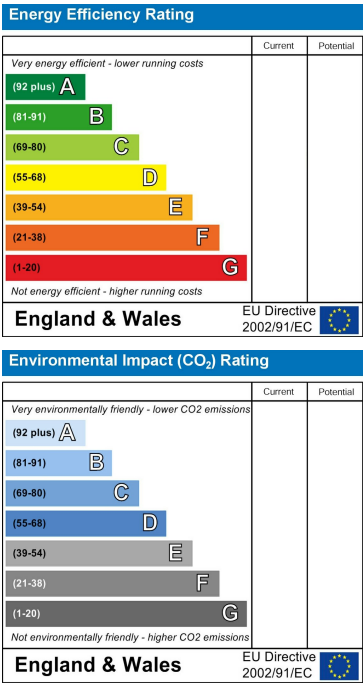 Energy Efficiency Rating
Current Potential
Very energy efficient - lower running costs
(92 plus) A
(81-91) B
(69-80) C
(55-68) D
(39-54) E
(21-38) F
(1-20) G
Not energy efficient - higher running costs
England & Wales
EU Directive
2002/91/EC
Environmental Impact (CO₂) Rating
Current Potential
Very environmentally friendly - lower CO2 emissions
(92 plus) A
(81-91) B
(69-80) C
(55-68) D
(39-54) E
(21-38) F
(1-20) G
Not environmentally friendly - higher CO2 emissions
England & Wales
EU Directive
2002/91/EC